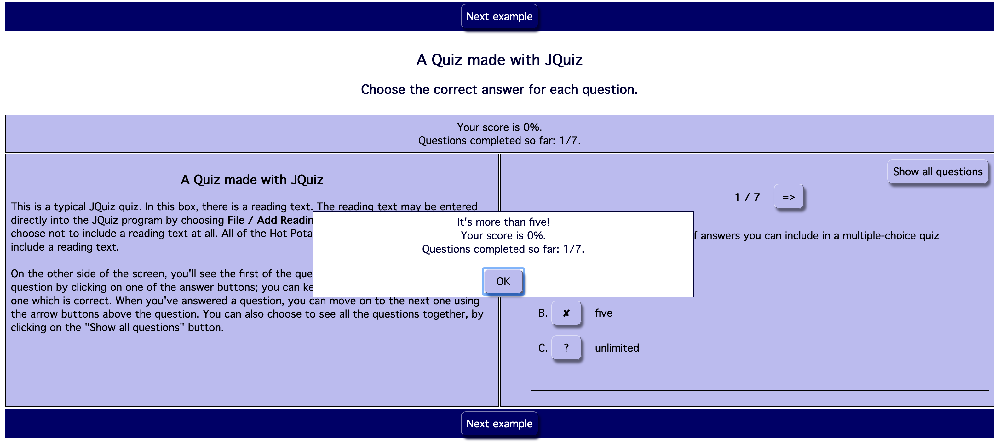 Next example
A Quiz made with JQuiz
Choose the correct answer for each question.
Your score is 0%.
Questions completed so far: 1/7.
A Quiz made with JQuiz
This is a typical JQuiz quiz. In this box, there is a reading text. The reading text may be entered
directly into the JQuiz program by choosing File / Add
choose not to include a reading text at all. All of the Hot
include a reading text.
On the other side of the screen, you'll see the first of the
question by clicking on one of the answer buttons; you can
one which is correct. When you've answered a question, you can move on to the next one using
the arrow buttons above the question. You can also choose to see all the questions together, by
clicking on the "Show all questions" button.
Show all questions
1 / 7 =>
answers you can include in a multiple-choice quiz
It's more than five!
Your score is 0%.
Questions completed so far: 1/7.
OK
B. ✘ five
C. ? unlimited
Next example